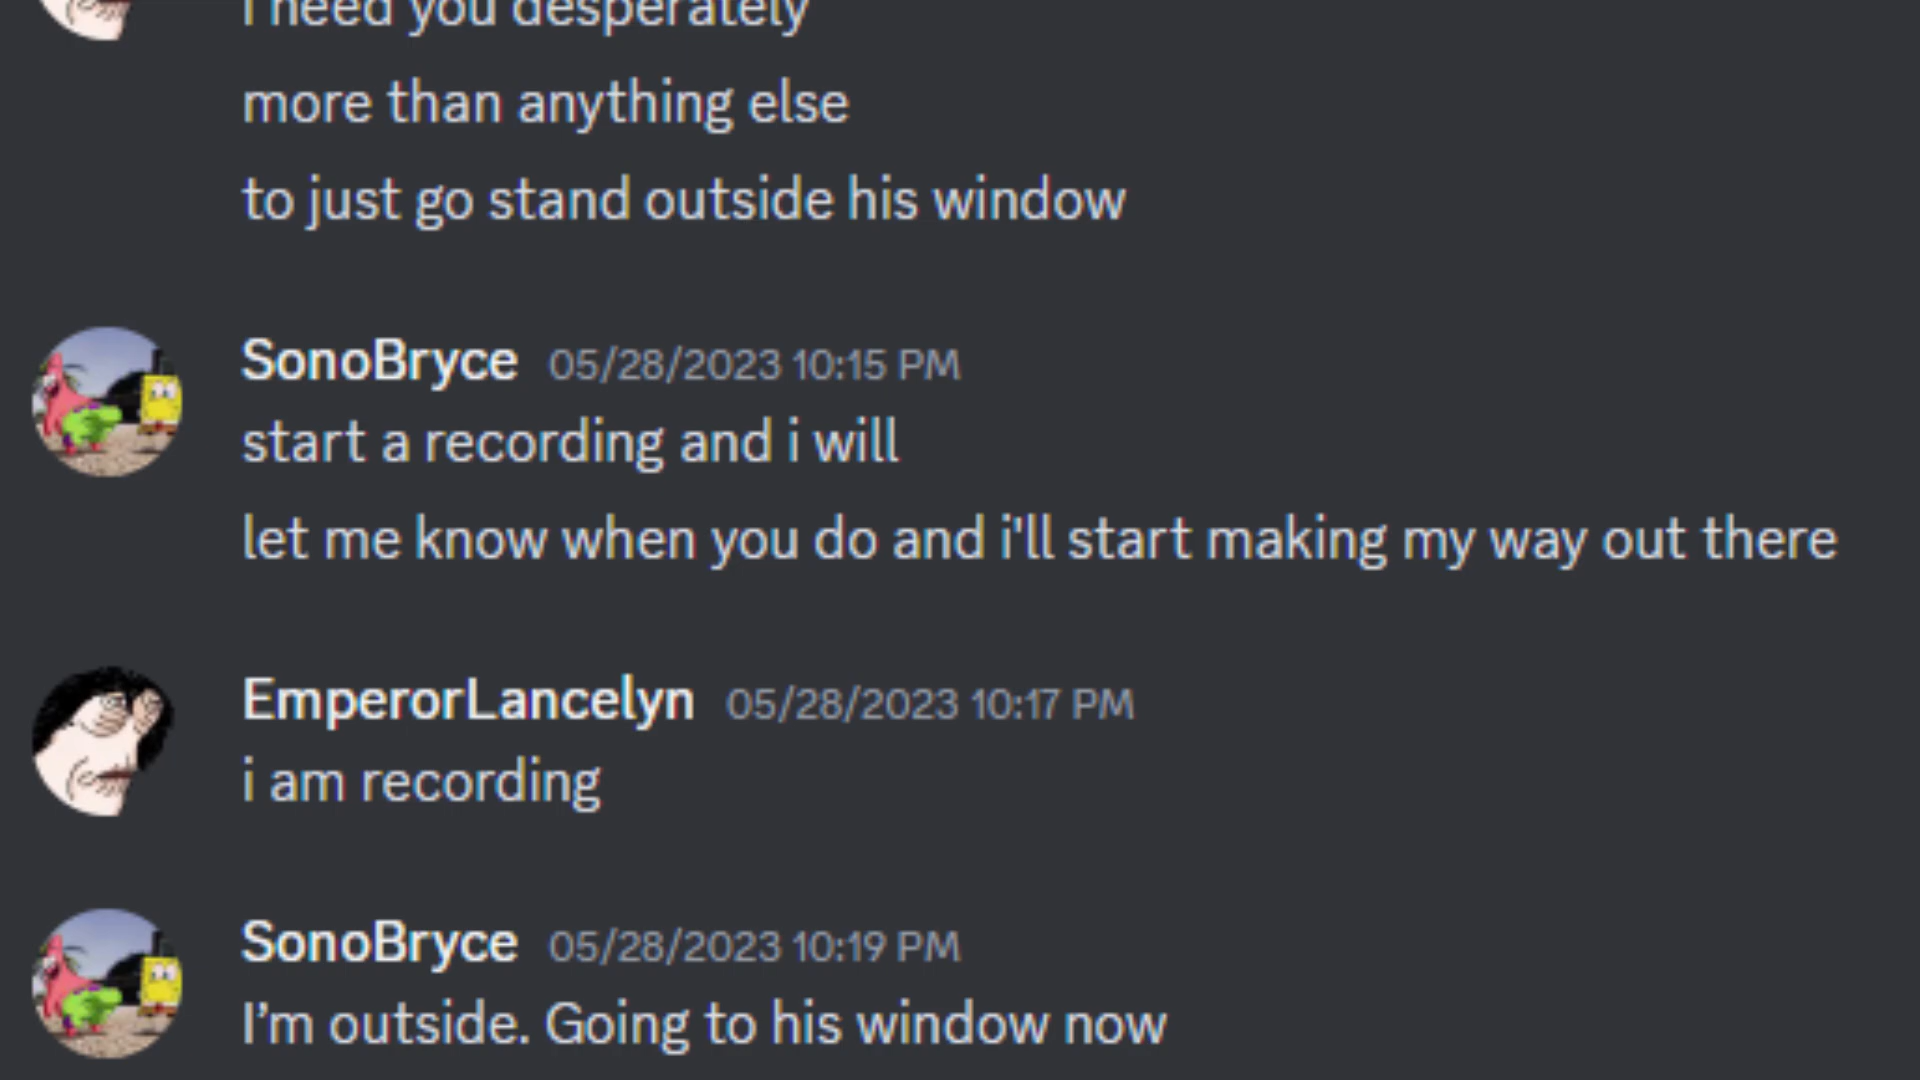 I need you desperately
more than anything else
to just go stand outside his window
SonoBryce 05/28/2023 10:15 PM
start a recording and i will
let me know when you do and i'll start making my way out there
EmperorLancelyn 05/28/2023 10:17 PM
i am recording
SonoBryce 05/28/2023 10:19 PM
I’m outside. Going to his window now